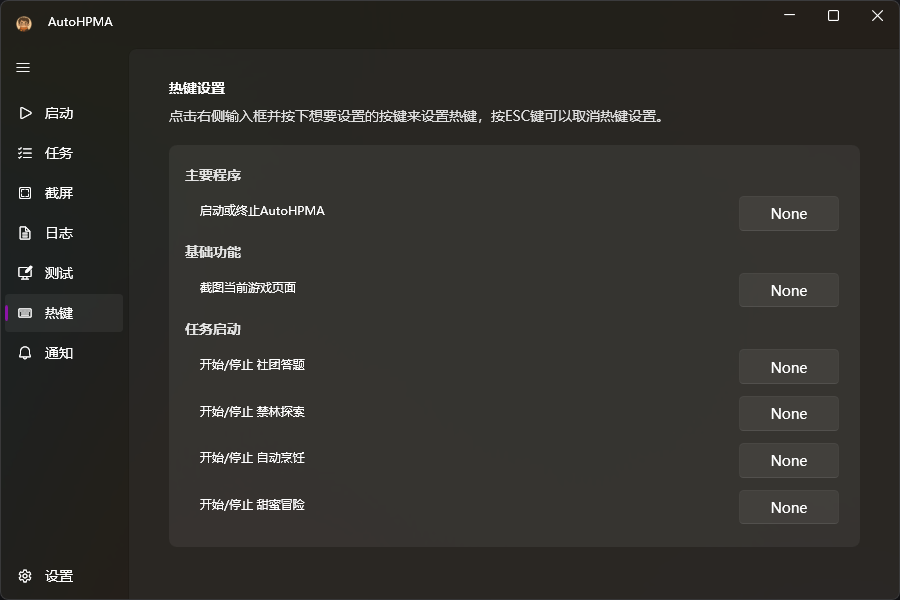 AutoHPMA
启动
任务
截屏
日志
测试
热键
通知
设置
热键设置
点击右侧输入框并按下想要设置的按键来设置热键，按ESC键可以取消热键设置。
主要程序
启动或终止AutoHPMA
None
基础功能
截图当前游戏页面
None
任务启动
开始/停止 社团答题
None
开始/停止 禁林探索
None
开始/停止 自动烹饪
None
开始/停止 甜蜜冒险
None